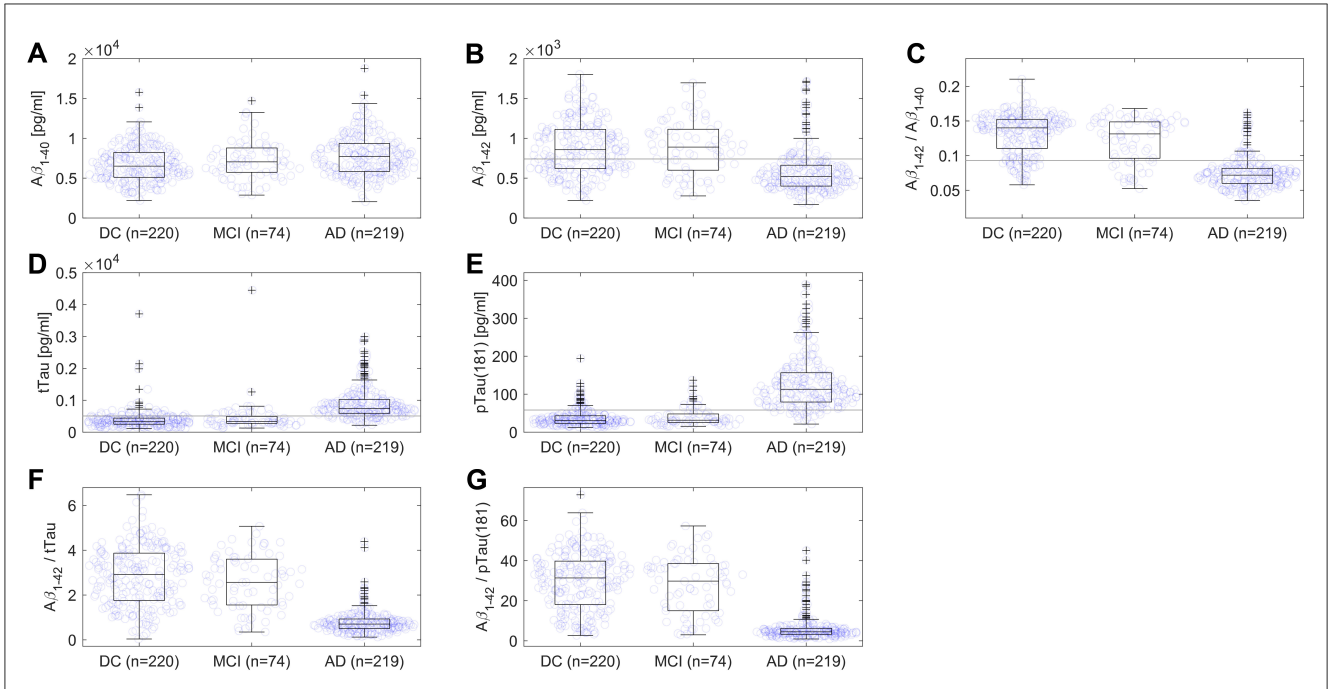 A
×10⁴
Aβ₁₋₄₀ [pg/ml]
2
1.5
1
0.5
0
DC (n=220) MCI (n=74) AD (n=219)
B
×10³
Aβ₁₋₄₂ [pg/ml]
2
1.5
1
0.5
0
DC (n=220) MCI (n=74) AD (n=219)
C
Aβ₁₋₄₂ / Aβ₁₋₄₀
0.2
0.15
0.1
0.05
DC (n=220) MCI (n=74) AD (n=219)
D
×10⁴
tTau [pg/ml]
0.5
0.4
0.3
0.2
0.1
0
DC (n=220) MCI (n=74) AD (n=219)
E
pTau(181) [pg/ml]
400
300
200
100
0
DC (n=220) MCI (n=74) AD (n=219)
F
Aβ₁₋₄₂ / tTau
6
4
2
0
DC (n=220) MCI (n=74) AD (n=219)
G
Aβ₁₋₄₂ / pTau(181)
60
40
20
0
DC (n=220) MCI (n=74) AD (n=219)